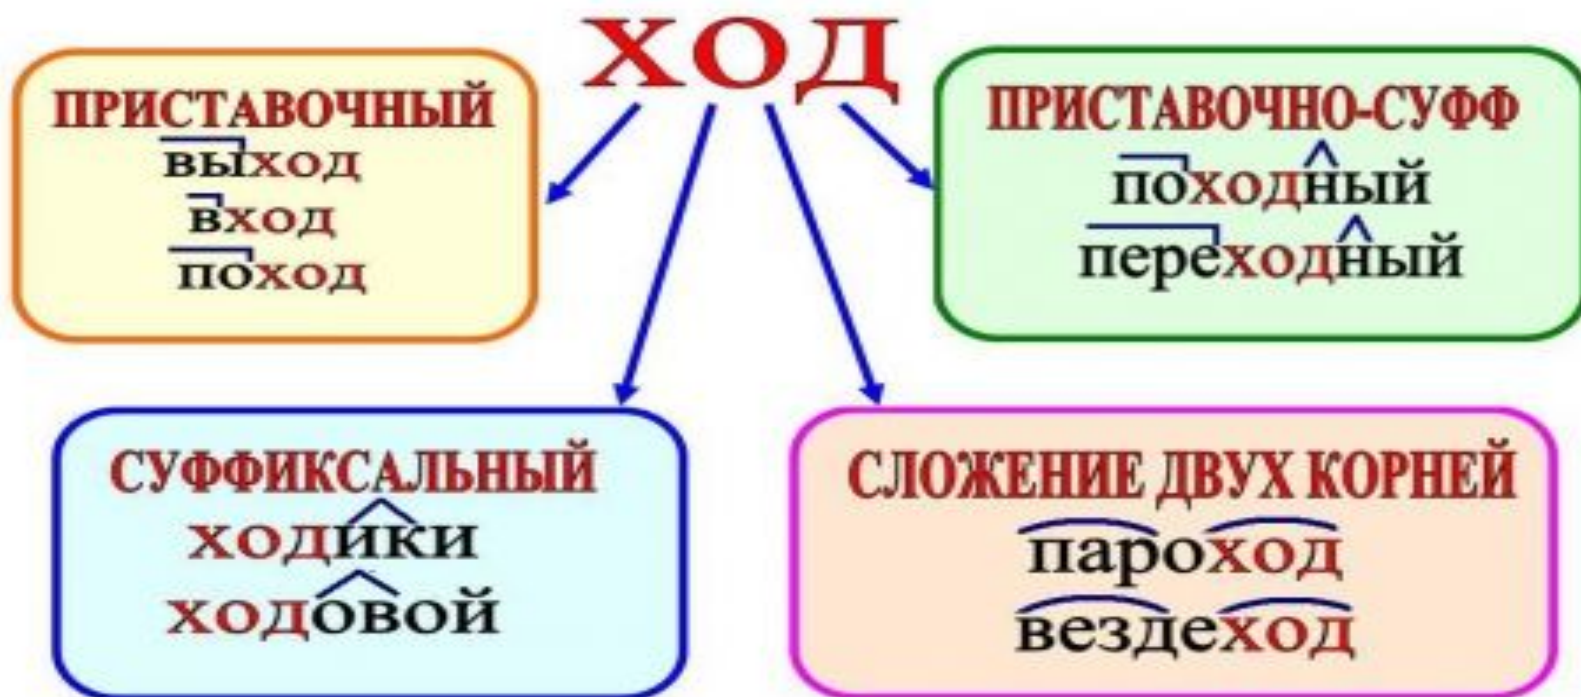 ХОД
ПРИСТАВОЧНЫЙ
выход
вход
поход
ПРИСТАВОЧНО-СУФФ
походный
переходный
СУФФИКСАЛЬНЫЙ
ходики
ходовой
СЛОЖЕНИЕ ДВУХ КОРНЕЙ
пароход
вездеход